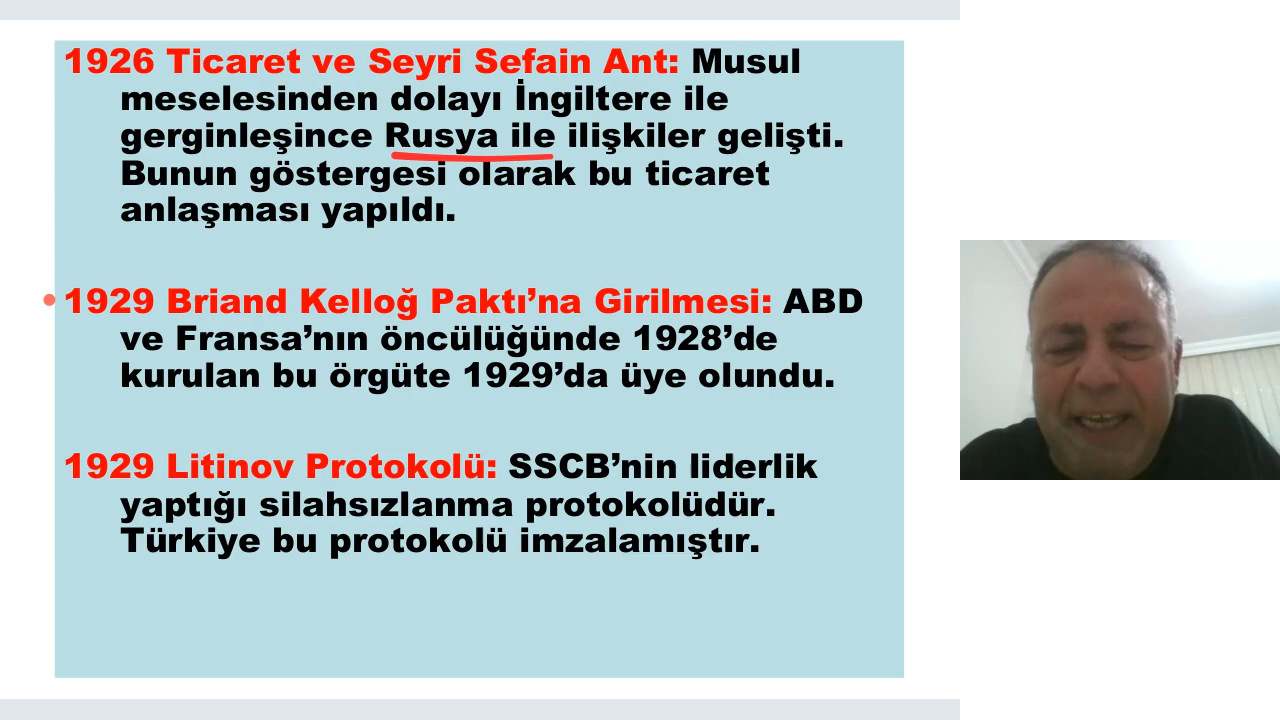 1926 Ticaret ve Seyri Sefain Ant: Musul
meselesinden dolayı İngiltere ile
gerginleşince Rusya ile ilişkiler gelişti.
Bunun göstergesi olarak bu ticaret
anlaşması yapıldı.
1929 Briand Kelloğ Paktı’na Girilmesi: ABD
ve Fransa’nın öncülüğünde 1928’de
kurulan bu örgüte 1929’da üye olundu.
1929 Litinov Protokolü: SSCB’nin liderlik
yaptığı silahsızlanma protokolüdür.
Türkiye bu protokolü imzalamıştır.